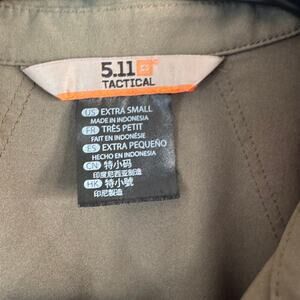 5.11
TACTICAL
US EXTRA SMALL
MADE IN INDONESIA
FR TRÈS PETIT
FAIT EN INDONÉSIE
ES EXTRA PEQUEÑO
HECHO EN INDONESIA
CN 特小码
印度尼西亚制造
HK 特小號
印尼製造